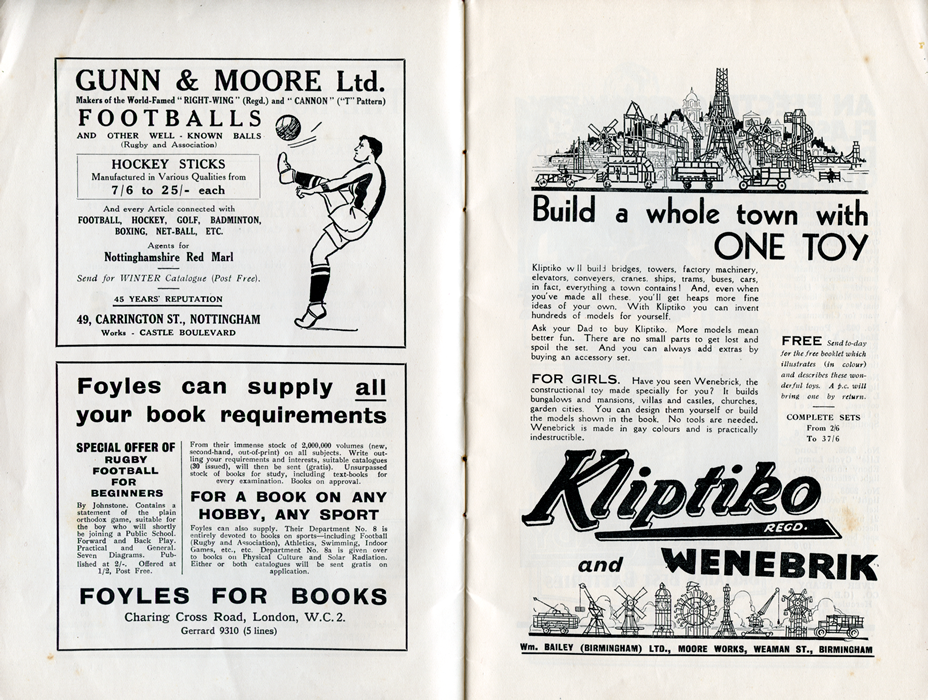 GUNN & MOORE Ltd.
Makers of the World-Famed "RIGHT-WING" (Regd.) and "CANNON" ("T" Pattern)
FOOTBALLS
AND OTHER WELL-KNOWN BALLS
(Rugby and Association)
HOCKEY STICKS
Manufactured in Various Qualities from
7/6 to 25/- each
And every Article connected with
FOOTBALL, HOCKEY, GOLF, BADMINTON,
BOXING, NET-BALL, ETC.
Agents for
Nottinghamshire Red Marl
Send for WINTER Catalogue (Post Free).
45 YEARS' REPUTATION
49, CARRINGTON ST., NOTTINGHAM
Works - CASTLE BOULEVARD
Foyles can supply all
your book requirements
SPECIAL OFFER OF
RUGBY
FOOTBALL
FOR
BEGINNERS
By Johnstone. Contains a
statement of the plain
orthodox game, suitable for
the boy who will shortly
be joining a Public School.
Forward and Back Play.
Practical and General.
Seven Diagrams. Pub-
lished at 2/-. Offered at
1/2, Post Free.
From their immense stock of 2,000,000 volumes (new,
second-hand, out-of-print) on all subjects. Write out-
ling your requirements and interests, suitable catalogues
(30 issued), will then be sent (gratis). Unsurpassed
stock of books for study, including text-books for
every examination. Books on approval.
FOR A BOOK ON ANY
HOBBY, ANY SPORT
Foyles can also supply. Their Department No. 8 is
entirely devoted to books on sports—including Football
(Rugby and Association), Athletics, Swimming, Indoor
Games, etc., etc. Department No. 8a is given over
to books on Physical Culture and Solar Radiation.
Either or both catalogues will be sent gratis on
application.
FOYLES FOR BOOKS
Charing Cross Road, London, W.C. 2.
Gerrard 9310 (5 lines)
Build a whole town with
ONE TOY
Kliptiko will build bridges, towers, factory machinery,
elevators, conveyers, cranes, ships, trams, buses, cars,
in fact, everything a town contains! And, even when
you've made all these, you'll get heaps more fine
ideas of your own. With Kliptiko you can invent
hundreds of models for yourself.
Ask your Dad to buy Kliptiko. More models mean
better fun. There are no small parts to get lost and
spoil the set. And you can always add extras by
buying an accessory set.
FOR GIRLS. Have you seen Wenebrick, the
constructional toy made specially for you? It builds
bungalows and mansions, villas and castles, churches,
garden cities. You can design them yourself or build
the models shown in the book. No tools are needed.
Wenebrick is made in gay colours and is practically
indestructible.
FREE Send to-day
for the free booklet which
illustrates (in colour)
and describes these won-
derful toys. A p.c. will
bring one by return.
COMPLETE SETS
From 2/6
To 37/6
Kliptiko
REGD.
and WENEBRIK
Wm. BAILEY (BIRMINGHAM) LTD., MOORE WORKS, WEAMAN ST., BIRMINGHAM